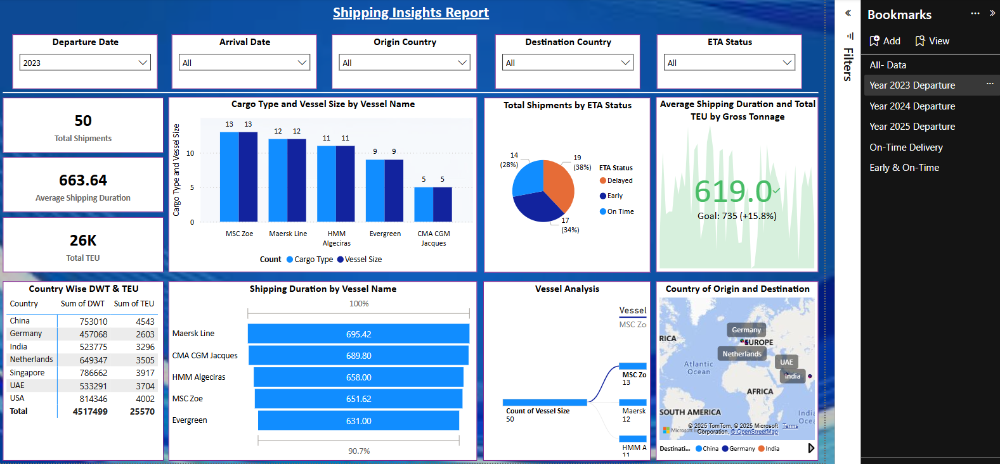 Shipping Insights Report
Departure Date
2023
Arrival Date
All
Origin Country
All
Destination Country
All
ETA Status
All
50
Total Shipments
663.64
Average Shipping Duration
26K
Total TEU
Cargo Type and Vessel Size by Vessel Name
Cargo Type and Vessel Size
10
5
0
13 13
12 12
11 11
9 9
5 5
MSC Zoe
Maersk Line
HMM
Algeciras
Evergreen
CMA CGM
Jacques
Count Cargo Type Vessel Size
Total Shipments by ETA Status
14
(28%)
19
(38%)
17
(34%)
ETA Status
Delayed
Early
On Time
Average Shipping Duration and Total
TEU by Gross Tonnage
619.0
Goal: 735 (+15.8%)
Country Wise DWT & TEU
Country Sum of DWT Sum of TEU
China 753010 4543
Germany 457068 2603
India 523775 3296
Netherlands 649347 3505
Singapore 786662 3917
UAE 533291 3704
USA 814346 4002
Total 4517499 25570
Shipping Duration by Vessel Name
100%
Maersk Line 695.42
CMA CGM Jacques 689.80
HMM Algeciras 658.00
MSC Zoe 651.62
Evergreen 631.00
90.7%
Vessel Analysis
Vessel
MSC Zo
Count of Vessel Size
50
MSC Zo
13
Maersk
12
HMM A
11
Country of Origin and Destination
Germany
RICA
EUROPE
Netherlands
UAE
Atlantic
Ocean
India
AFRICA
SOUTH AMERICA
India
Ocea
© 2025 TomTom, © 2025 Microsoft
Corporation, © OpenStreetMap
Terms
Microsoft
Destinati... China Germany India
Filters
Bookmarks
Add View
All- Data
Year 2023 Departure
Year 2024 Departure
Year 2025 Departure
On-Time Delivery
Early & On-Time